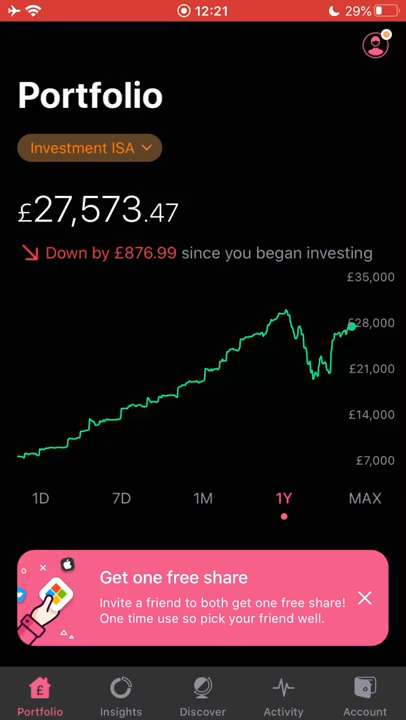 12:21
29%
Portfolio
Investment ISA
£27,573.47
Down by £876.99 since you began investing
£35,000
£28,000
£21,000
£14,000
£7,000
1D 7D 1M 1Y MAX
Get one free share
Invite a friend to both get one free share!
One time use so pick your friend well.
£
Portfolio Insights Discover Activity Account